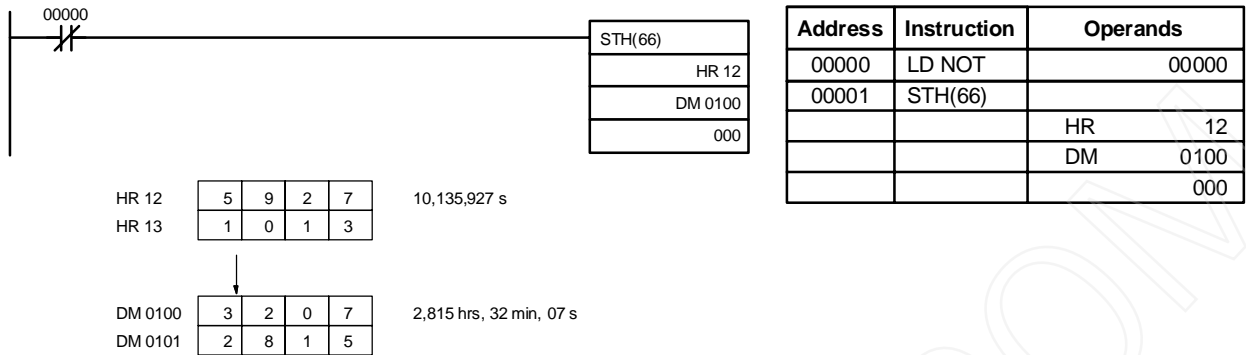 00000
STH(66)
HR 12
DM 0100
000
Address Instruction Operands
00000 LD NOT 00000
00001 STH(66)
HR 12
DM 0100
000
HR 12 5 9 2 7 10,135,927 s
HR 13 1 0 1 3
DM 0100 3 2 0 7 2,815 hrs, 32 min, 07 s
DM 0101 2 8 1 5